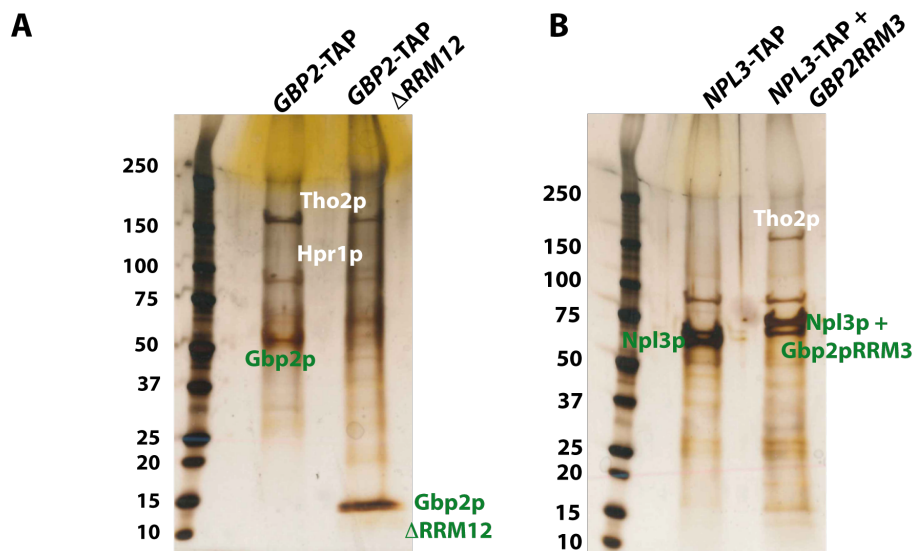 A
GBP2-TAP
GBP2-TAP
ΔRRM12
250
150
100
75
50
37
25
20
15
10
Tho2p
Hpr1p
Gbp2p
Gbp2p
ΔRRM12
B
NPL3-TAP
NPL3-TAP +
GBP2RRM3
250
150
100
75
50
37
25
20
15
10
Tho2p
Npl3p
Npl3p +
Gbp2pRRM3